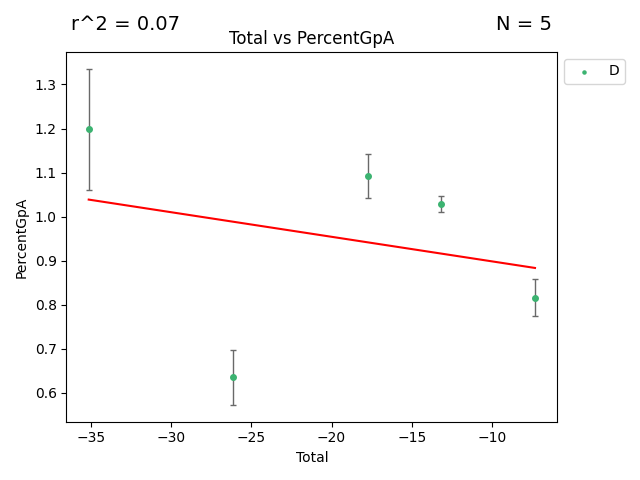 r^2 = 0.07
N = 5
Total vs PercentGpA
D
PercentGpA
1.3
1.2
1.1
1.0
0.9
0.8
0.7
0.6
−35
−30
−25
−20
−15
−10
Total